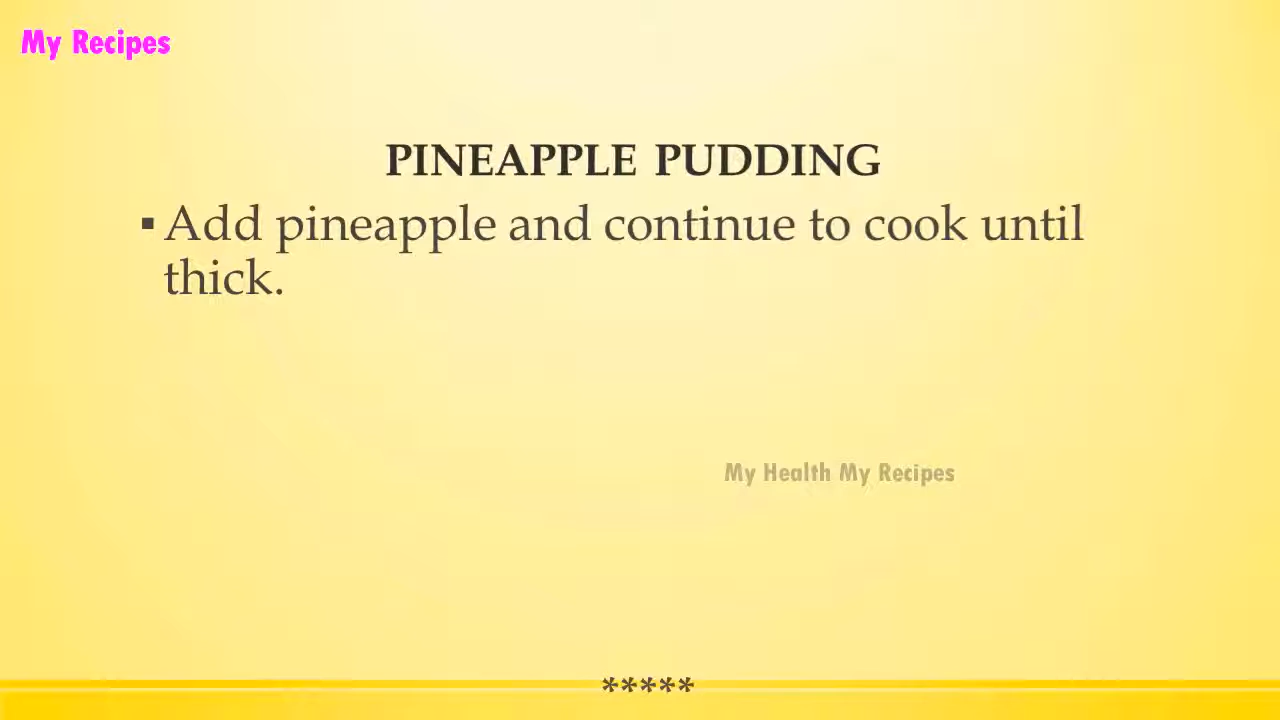 My Recipes
PINEAPPLE PUDDING
▪ Add pineapple and continue to cook until
thick.
My Health My Recipes
*****